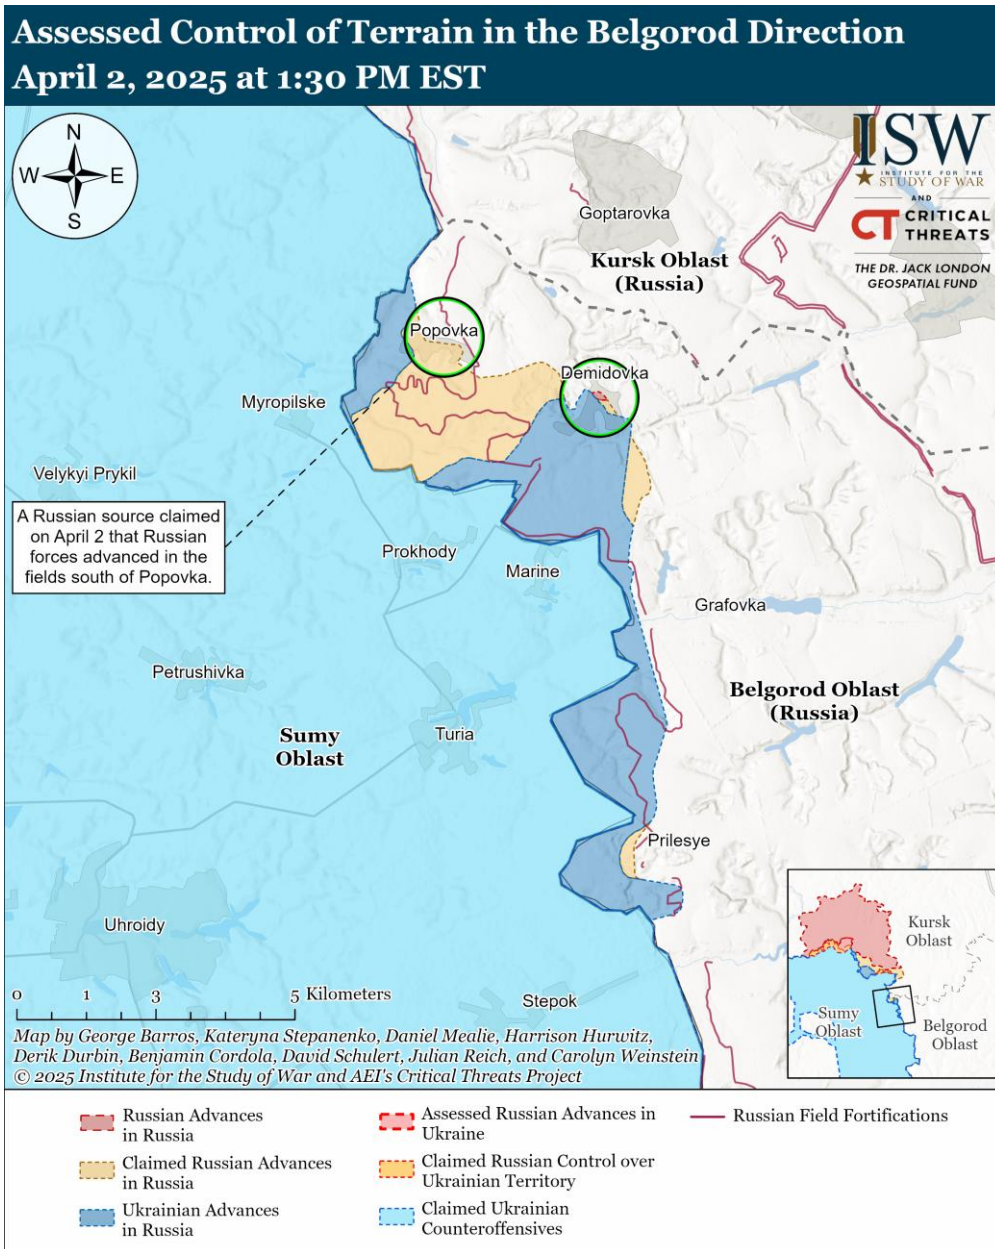 Assessed Control of Terrain in the Belgorod Direction
April 2, 2025 at 1:30 PM EST
N
W
E
S
ISW
INSTITUTE FOR THE
STUDY OF WAR
AND
CT CRITICAL
THREATS
THE DR. JACK LONDON
GEOSPATIAL FUND
Goptarovka
Kursk Oblast
(Russia)
Popovka
Demidovka
Myropilske
Velykyi Prykil
A Russian source claimed
on April 2 that Russian
forces advanced in the
fields south of Popovka.
Prokhody
Marine
Grafovka
Petrushivka
Belgorod Oblast
(Russia)
Sumy
Oblast
Turia
Prilesye
Uhroidy
Stepok
Kursk
Oblast
Sumy
Oblast
Belgorod
Oblast
0 1 3 5 Kilometers
Map by George Barros, Kateryna Stepanenko, Daniel Mealie, Harrison Hurwitz,
Derik Durbin, Benjamin Cordola, David Schulert, Julian Reich, and Carolyn Weinstein
© 2025 Institute for the Study of War and AEI's Critical Threats Project
Russian Advances
in Russia
Claimed Russian Advances
in Russia
Ukrainian Advances
in Russia
Assessed Russian Advances in
Ukraine
Claimed Russian Control over
Ukrainian Territory
Claimed Ukrainian
Counteroffensives
Russian Field Fortifications